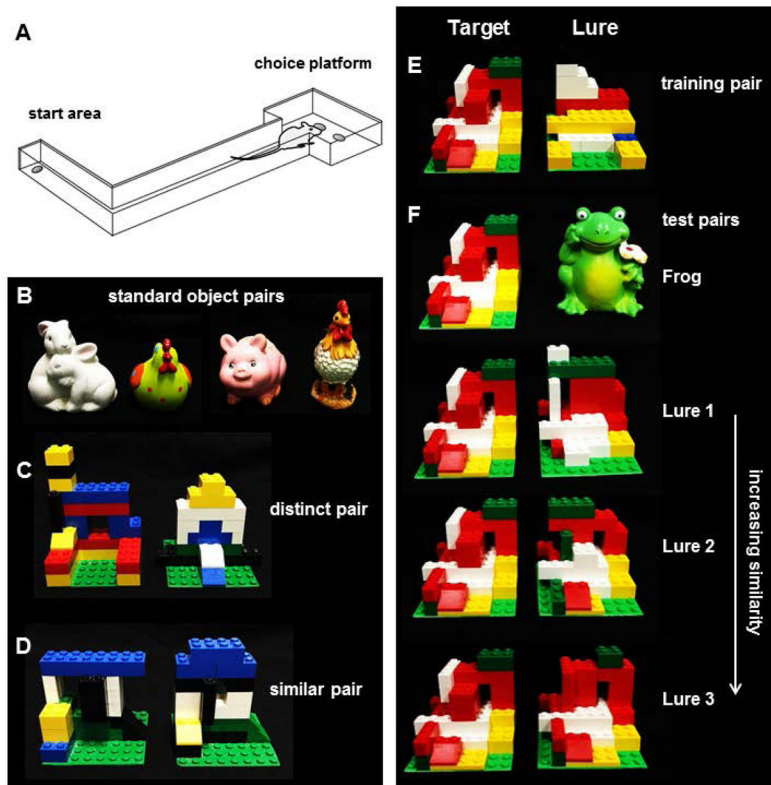 A
choice platform
start area
B
standard object pairs
C
distinct pair
D
similar pair
Target Lure
E
training pair
F
test pairs
Frog
Lure 1
Lure 2
Lure 3
increasing similarity